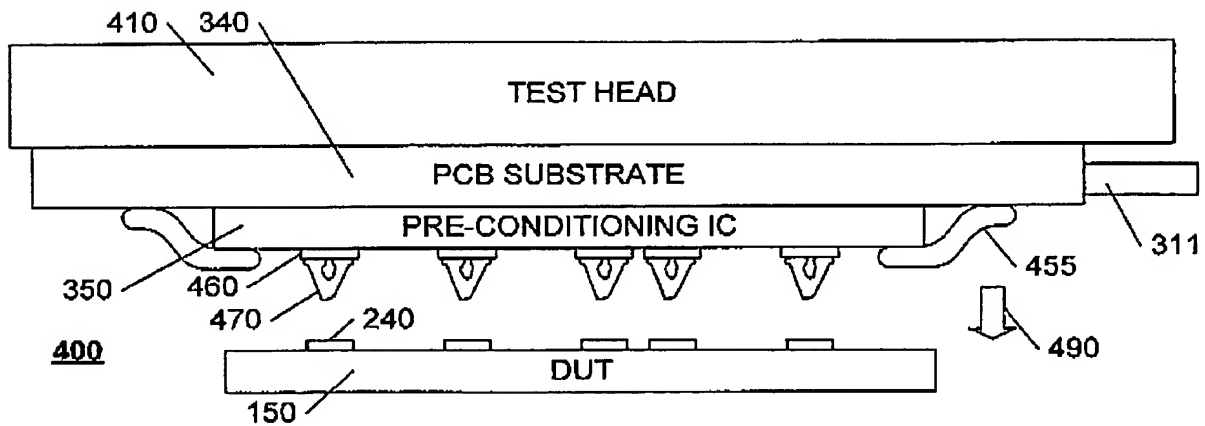 410
340
TEST HEAD
PCB SUBSTRATE
PRE-CONDITIONING IC
311
455
350
460
470
240
490
400
DUT
150